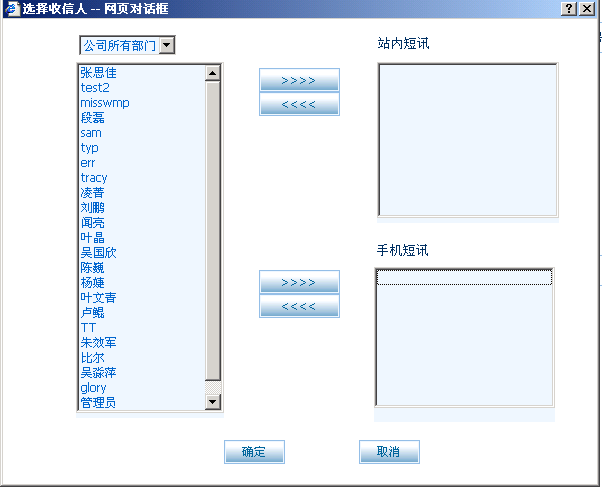 选择收信人 -- 网页对话框
公司所有部门
站内短讯
张思佳
test2
misswmp
段磊
sam
typ
err
tracy
凌菁
刘鹏
闻亮
叶晶
吴国欣
陈巍
杨婕
叶文青
卢鲲
TT
朱效军
比尔
吴淼萍
glory
管理员
>>>>
<<<<
手机短讯
>>>>
<<<<
确定
取消